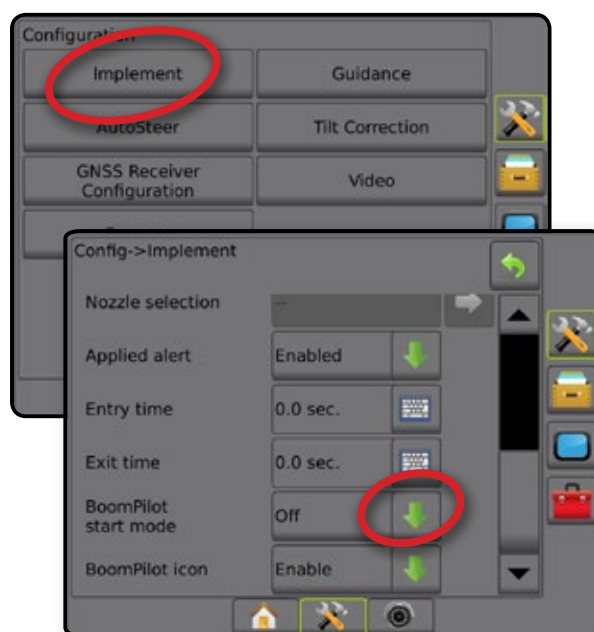 Configuration
Implement
Guidance
AutoSteer
Tilt Correction
GNSS Receiver
Configuration
Video
Config->Implement
Nozzle selection
--
Applied alert
Enabled
Entry time
0.0 sec.
Exit time
0.0 sec.
BoomPilot
start mode
Off
BoomPilot icon
Enable